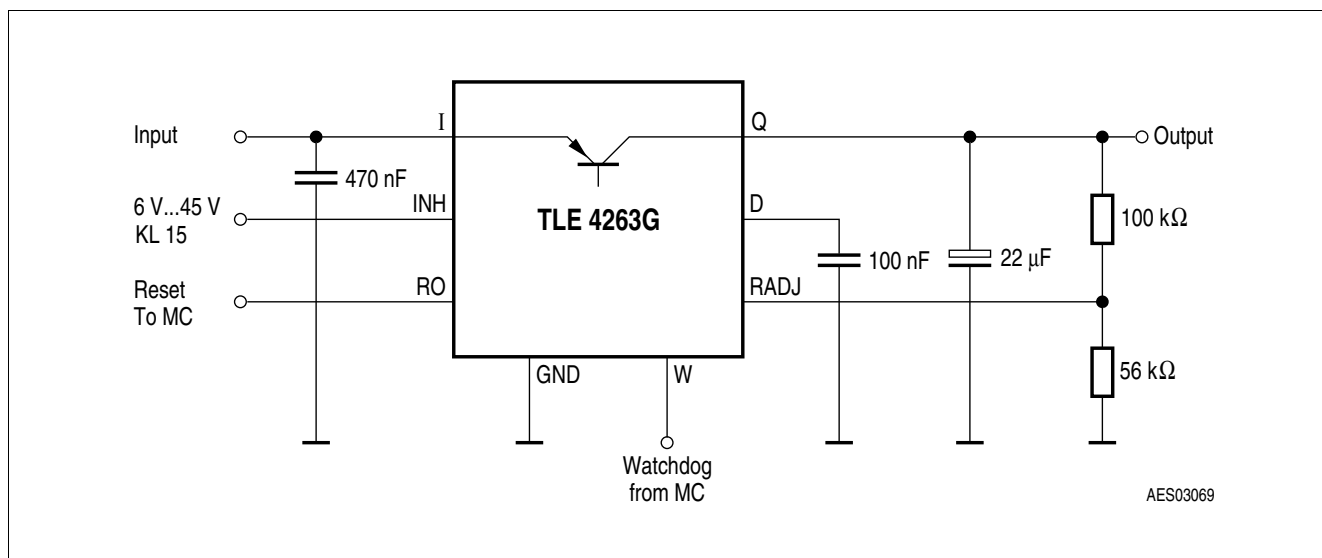 Input
I
Q
Output
470 nF
6 V...45 V
KL 15
INH
TLE 4263G
D
100 kΩ
100 nF
22 μF
Reset
To MC
RO
RADJ
GND
W
56 kΩ
Watchdog
from MC
AES03069